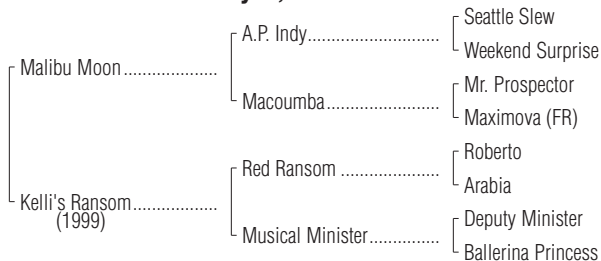 Seattle Slew
A.P. Indy
Weekend Surprise
Malibu Moon
Mr. Prospector
Macoumba
Maximova (FR)
Roberto
Red Ransom
Arabia
Kelli's Ransom
(1999)
Deputy Minister
Musical Minister
Ballerina Princess